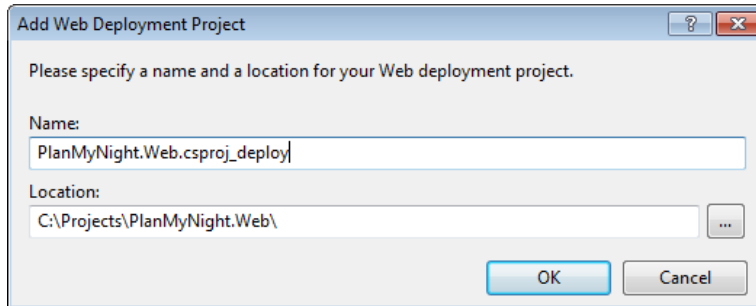 Add Web Deployment Project
Please specify a name and a location for your Web deployment project.
Name:
PlanMyNight.Web.csproj_deploy
Location:
C:\Projects\PlanMyNight.Web\
...
OK
Cancel